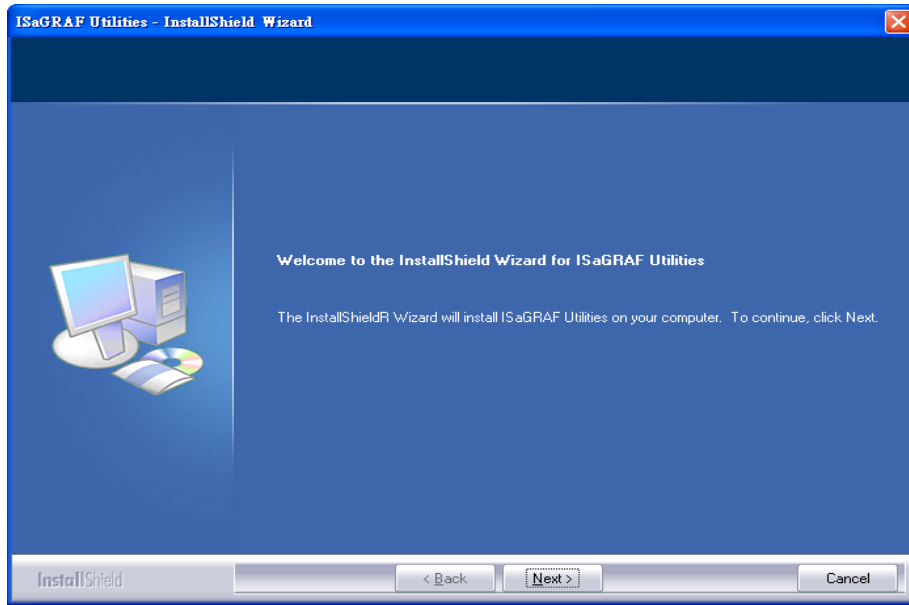 ISaGRAF Utilities - InstallShield Wizard
Welcome to the InstallShield Wizard for ISaGRAF Utilities
The InstallShieldR Wizard will install ISaGRAF Utilities on your computer.  To continue, click Next.
InstallShield
< Back
Next >
Cancel